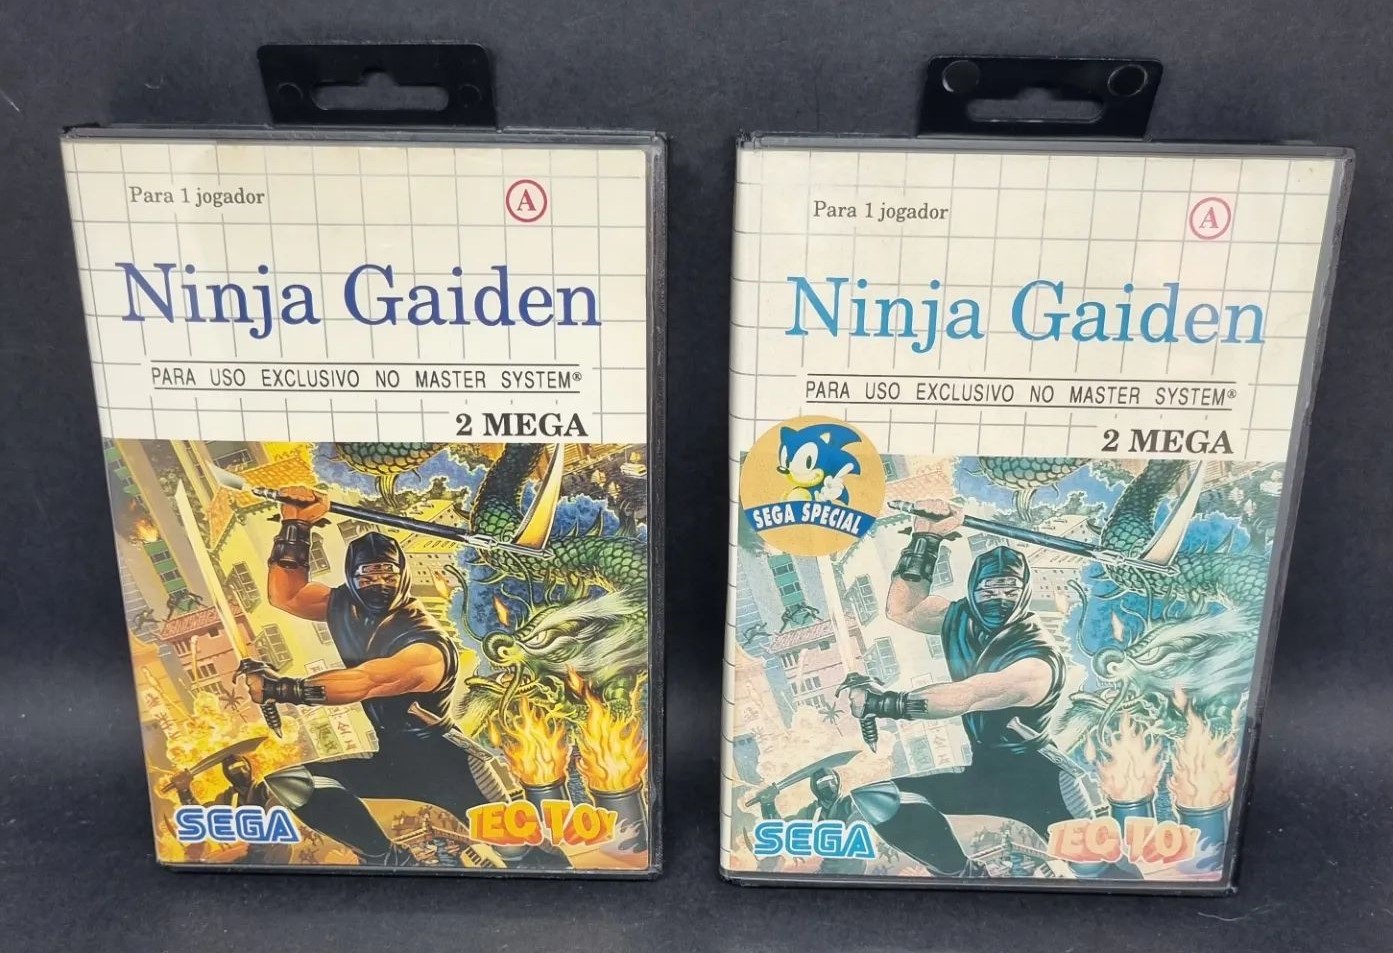 Para 1 jogador
A
Ninja Gaiden
PARA USO EXCLUSIVO NO MASTER SYSTEM®
2 MEGA
SEGA
TEC TOY
Para 1 jogador
A
Ninja Gaiden
PARA USO EXCLUSIVO NO MASTER SYSTEM®
2 MEGA
SEGA SPECIAL
SEGA
TEC TOY